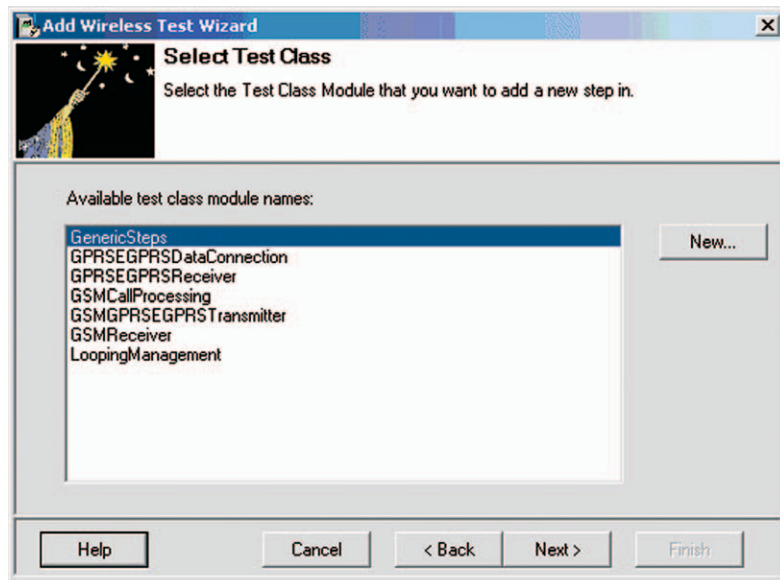 Add Wireless Test Wizard
Select Test Class
Select the Test Class Module that you want to add a new step in.
Available test class module names:
GenericSteps
GPRSEGPRSDataConnection
GPRSEGPRSReceiver
GSMCallProcessing
GSMGPRSEGPRSTransmitter
GSMReceiver
LoopingManagement
New...
Help
Cancel
< Back
Next >
Finish